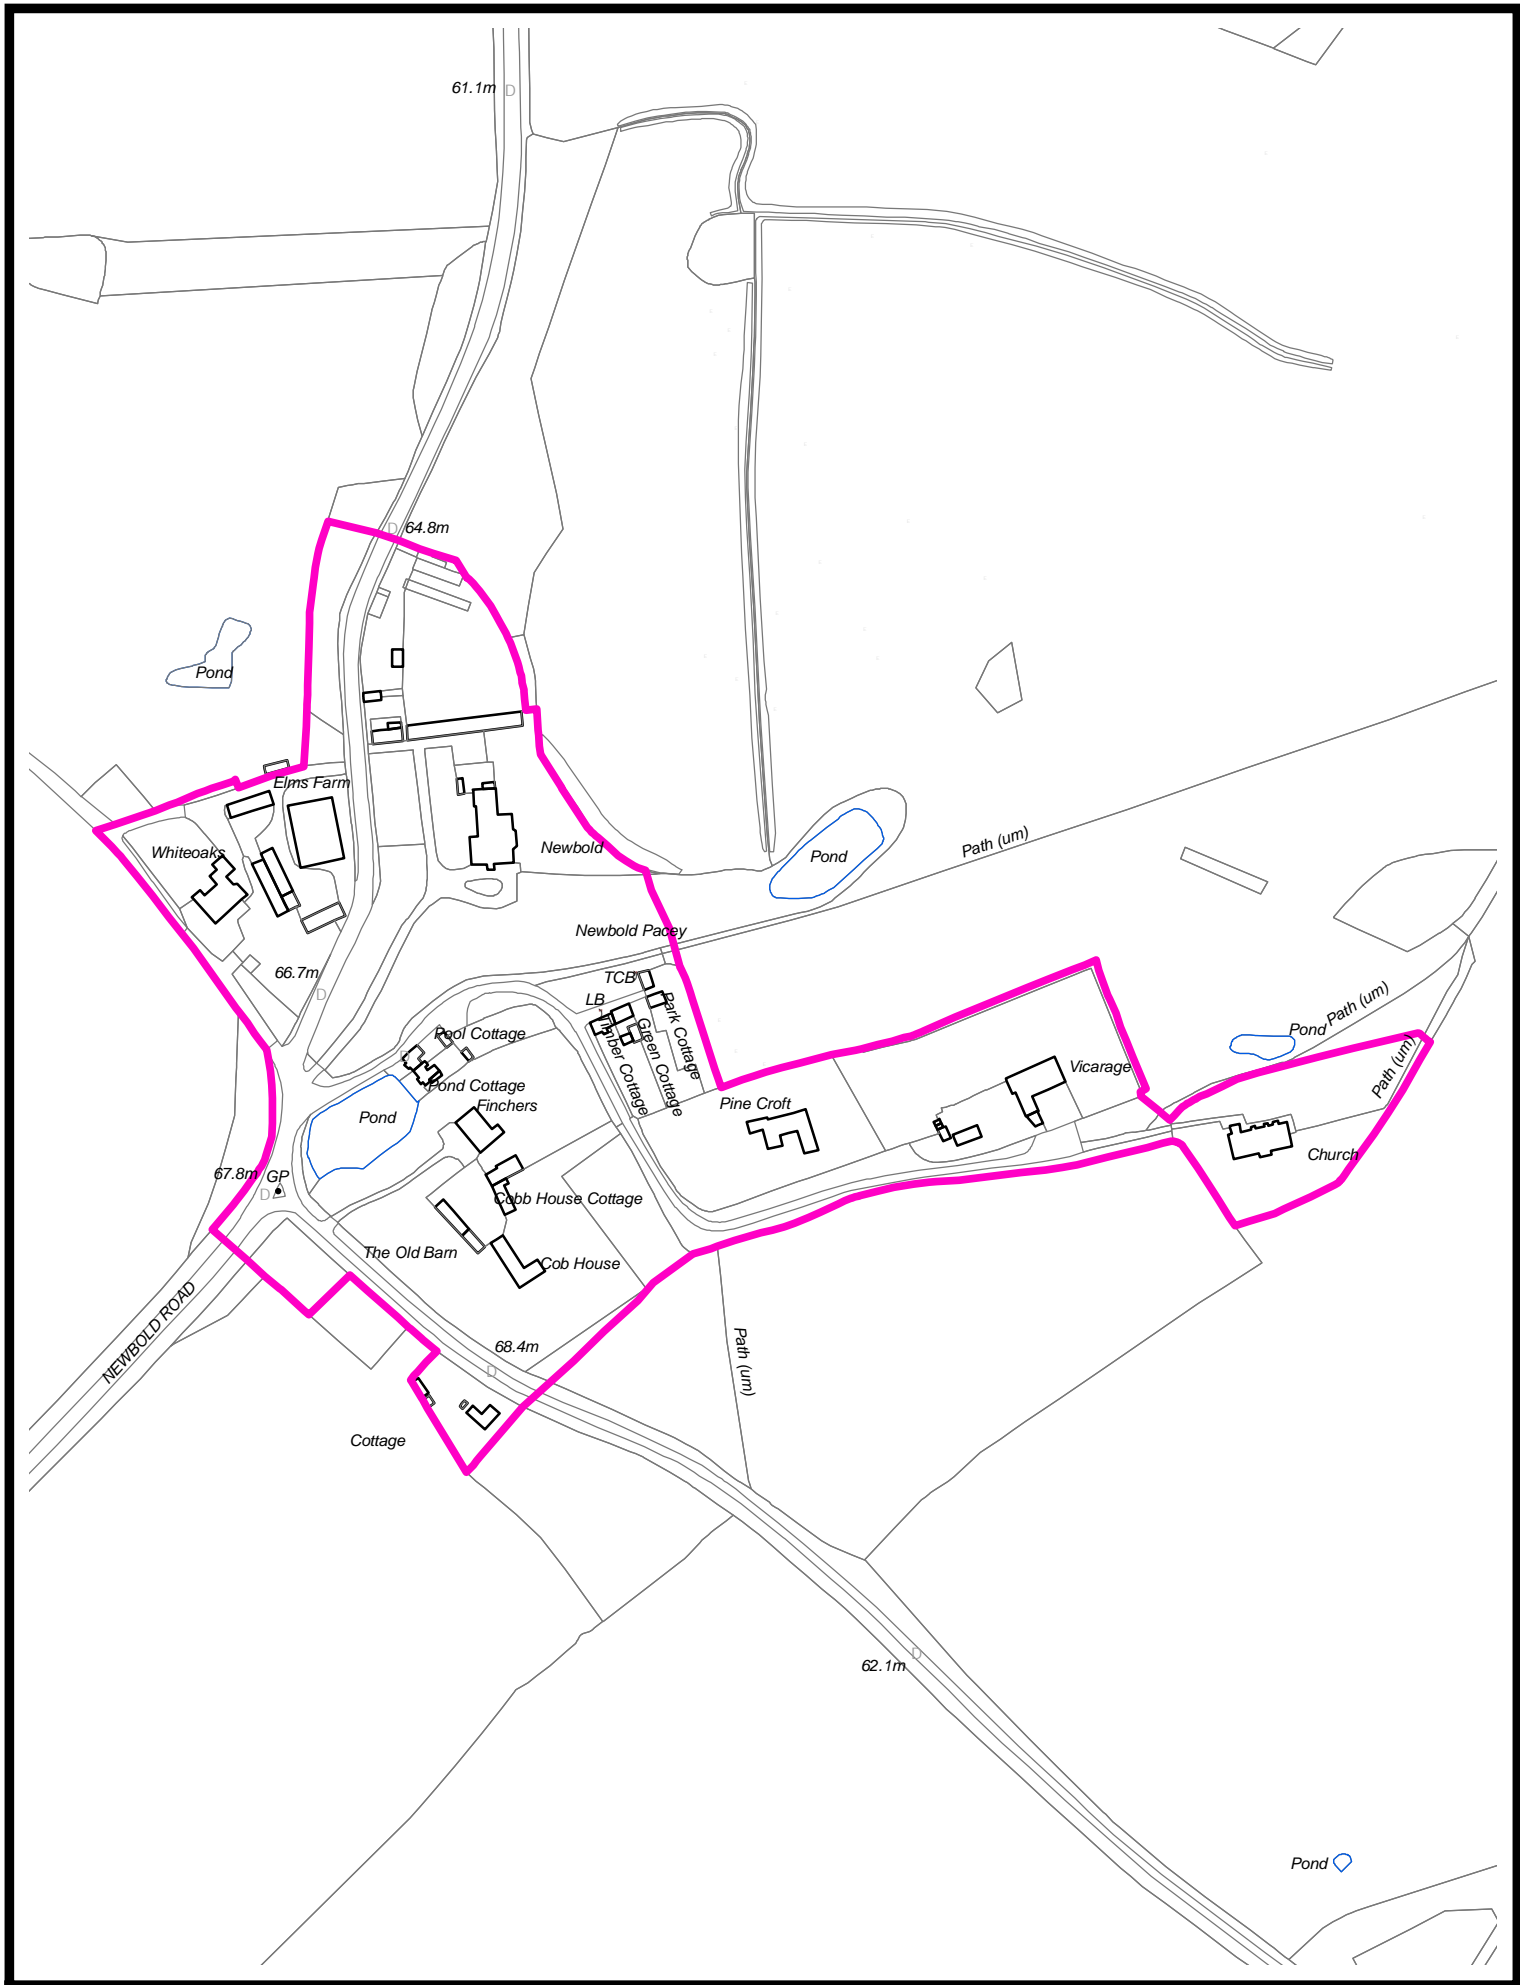 61.1m
64.8m
Pond
Elms Farm
Whiteoaks
Newbold
Pond
Path (um)
Newbold Pacey
66.7m
TCB
LB
Park Cottage
Green Cottage
Timber Cottage
Pool Cottage
Pond Cottage
Finchers
Pond
Path (um)
Pond
Path (um)
Vicarage
Pine Croft
Church
67.8m
GP
Cobb House Cottage
The Old Barn
Cob House
NEWBOLD ROAD
68.4m
Path (um)
Cottage
62.1m
Pond